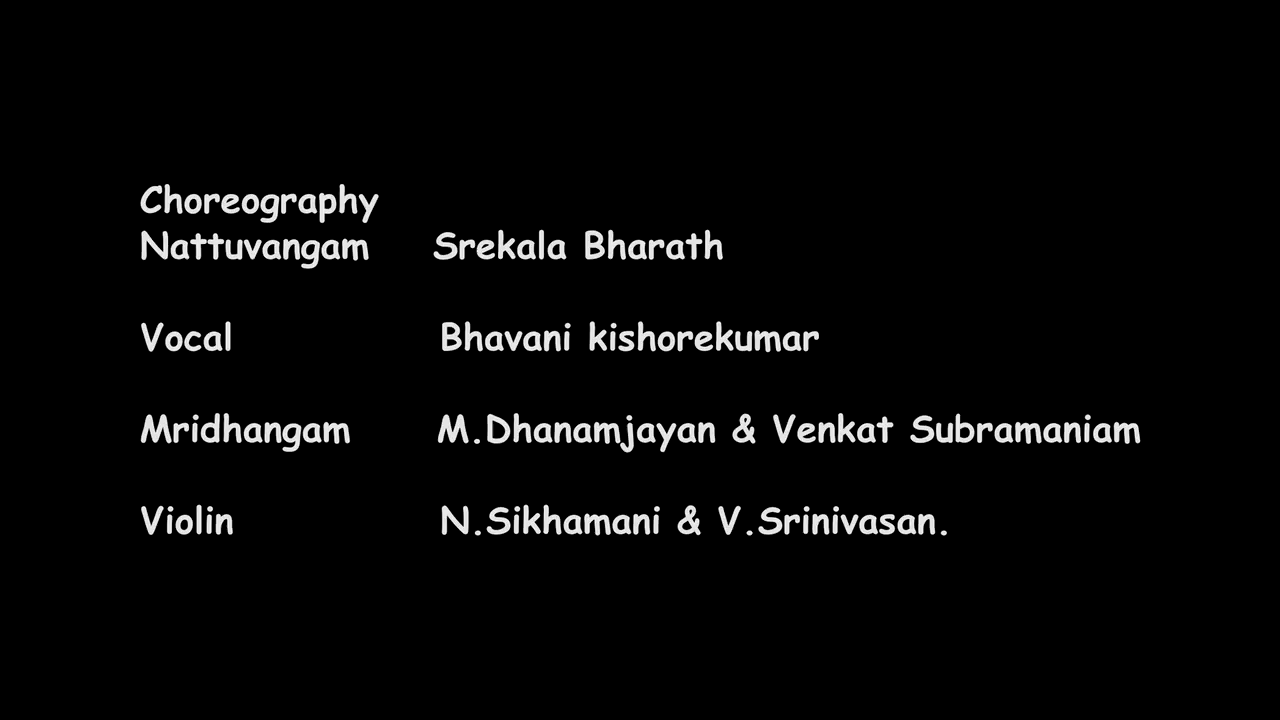 Choreography
Nattuvangam Srekala Bharath
Vocal Bhavani kishorekumar
Mridhangam M.Dhanamjayan & Venkat Subramaniam
Violin N.Sikhamani & V.Srinivasan.